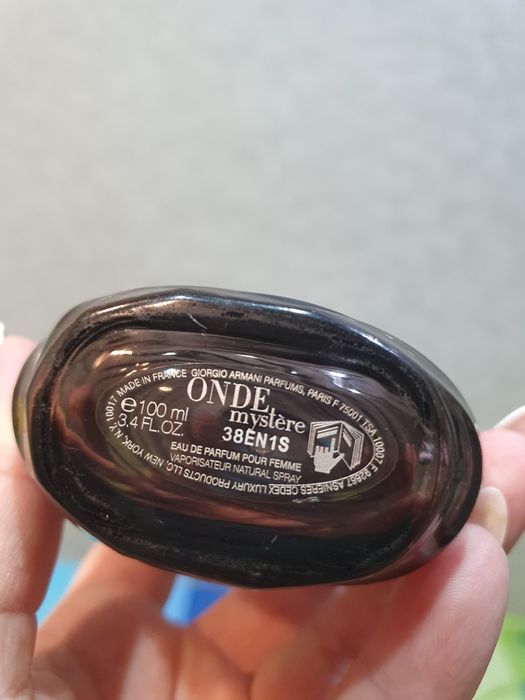 MADE IN FRANCE GIORGIO ARMANI PARFUMS, PARIS F 75001 TSA 10007 F 92667 ASNIERES CEDEX LUXURY PRODUCTS LLC, NEW YORK, N.Y. 10017
ONDE
mystère
e 100 ml
3.4 FL.OZ.
38EN1S
EAU DE PARFUM POUR FEMME
VAPORISATEUR NATURAL SPRAY